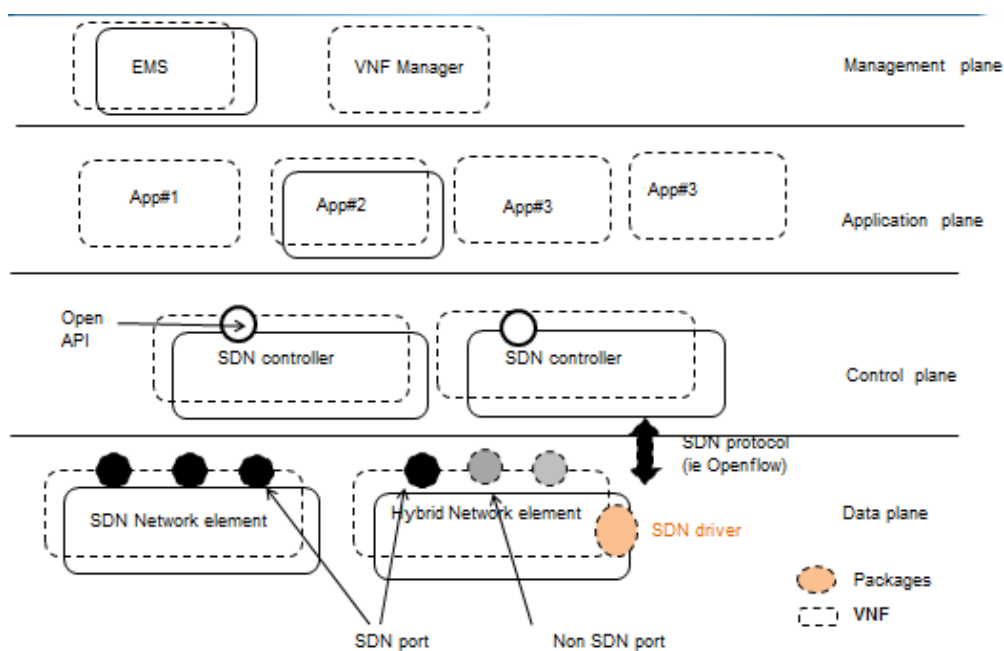 EMS
VNF Manager
Management plane
App#1
App#2
App#3
App#3
Application plane
Open
API
SDN controller
SDN controller
Control plane
SDN protocol
(ie Openflow)
SDN Network element
Hybrid Network element
Data plane
SDN driver
Packages
VNF
SDN port
Non SDN port